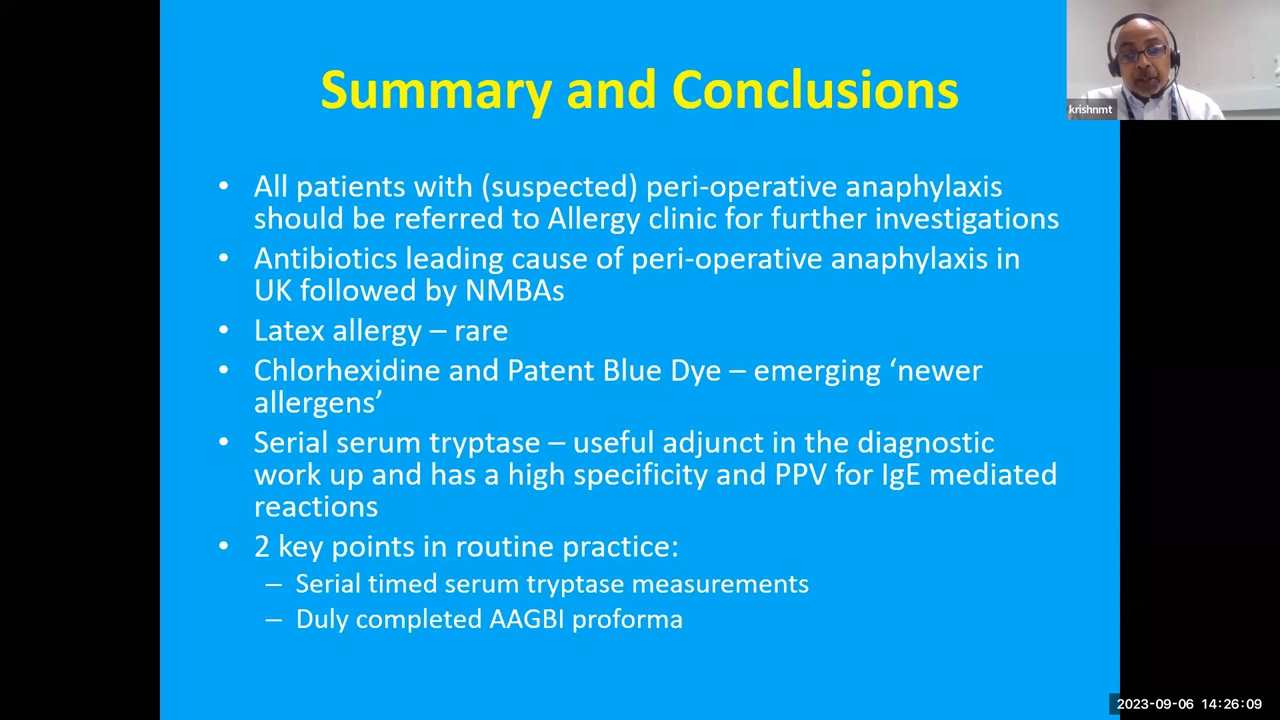 Summary and Conclusions
krishnmt
• All patients with (suspected) peri-operative anaphylaxis
should be referred to Allergy clinic for further investigations
• Antibiotics leading cause of peri-operative anaphylaxis in
UK followed by NMBAs
• Latex allergy – rare
• Chlorhexidine and Patent Blue Dye – emerging ‘newer
allergens’
• Serial serum tryptase – useful adjunct in the diagnostic
work up and has a high specificity and PPV for IgE mediated
reactions
• 2 key points in routine practice:
– Serial timed serum tryptase measurements
– Duly completed AAGBI proforma
2023-09-06 14:26:09